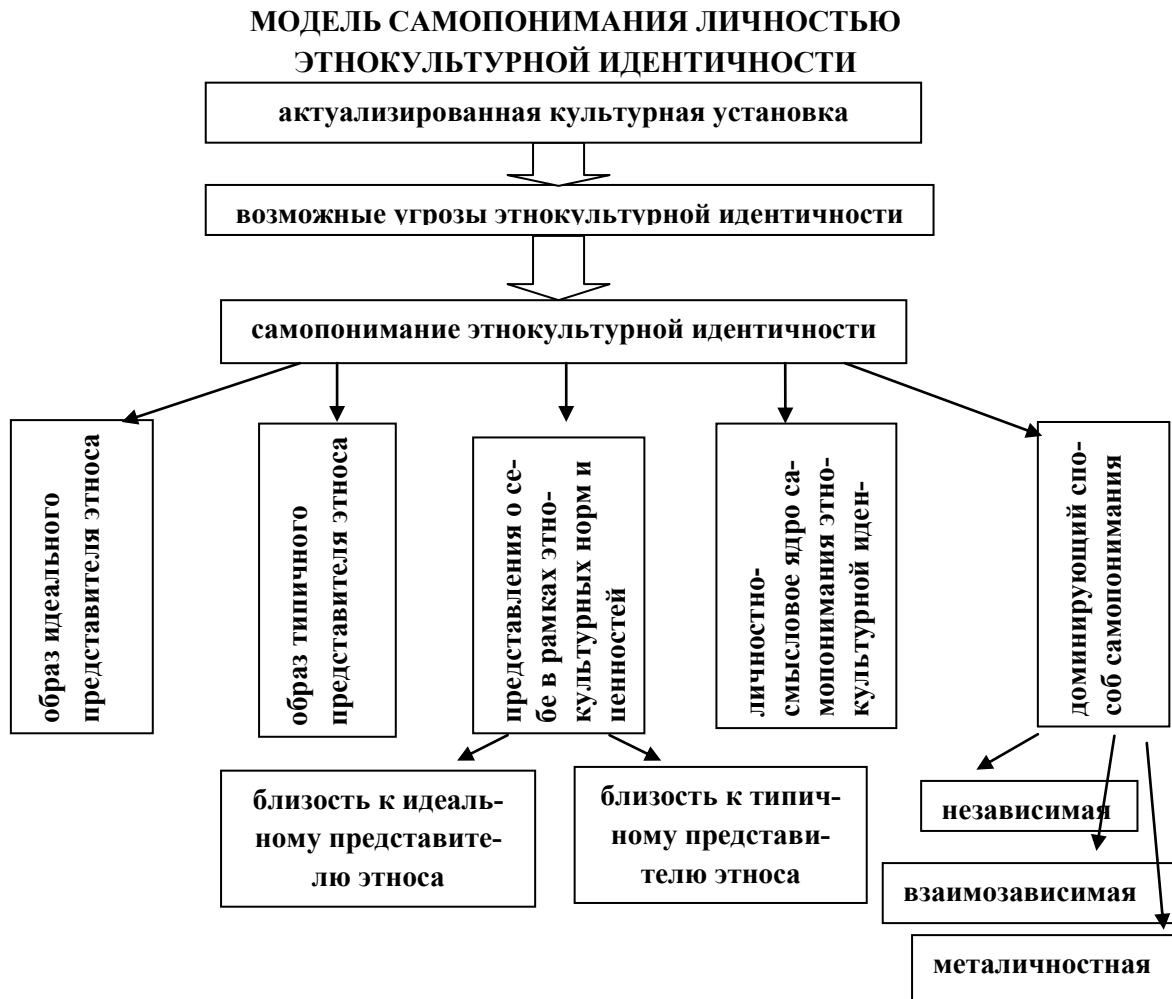 МОДЕЛЬ САМОПОНИМАНИЯ ЛИЧНОСТЬЮ
ЭТНОКУЛЬТУРНОЙ ИДЕНТИЧНОСТИ
актуализированная культурная установка
возможные угрозы этнокультурной идентичности
самопонимание этнокультурной идентичности
образ идеального
представителя этноса
образ типичного
представителя этноса
представления о се-
бе в рамках этно-
культурных норм и
ценностей
личностно-
смысловое ядро са-
мопонимания этно-
культурной иден-
доминирующий спо-
соб самопонимания
близость к идеаль-
ному представите-
лю этноса
близость к типич-
ному представи-
телю этноса
независимая
взаимозависимая
металичностная